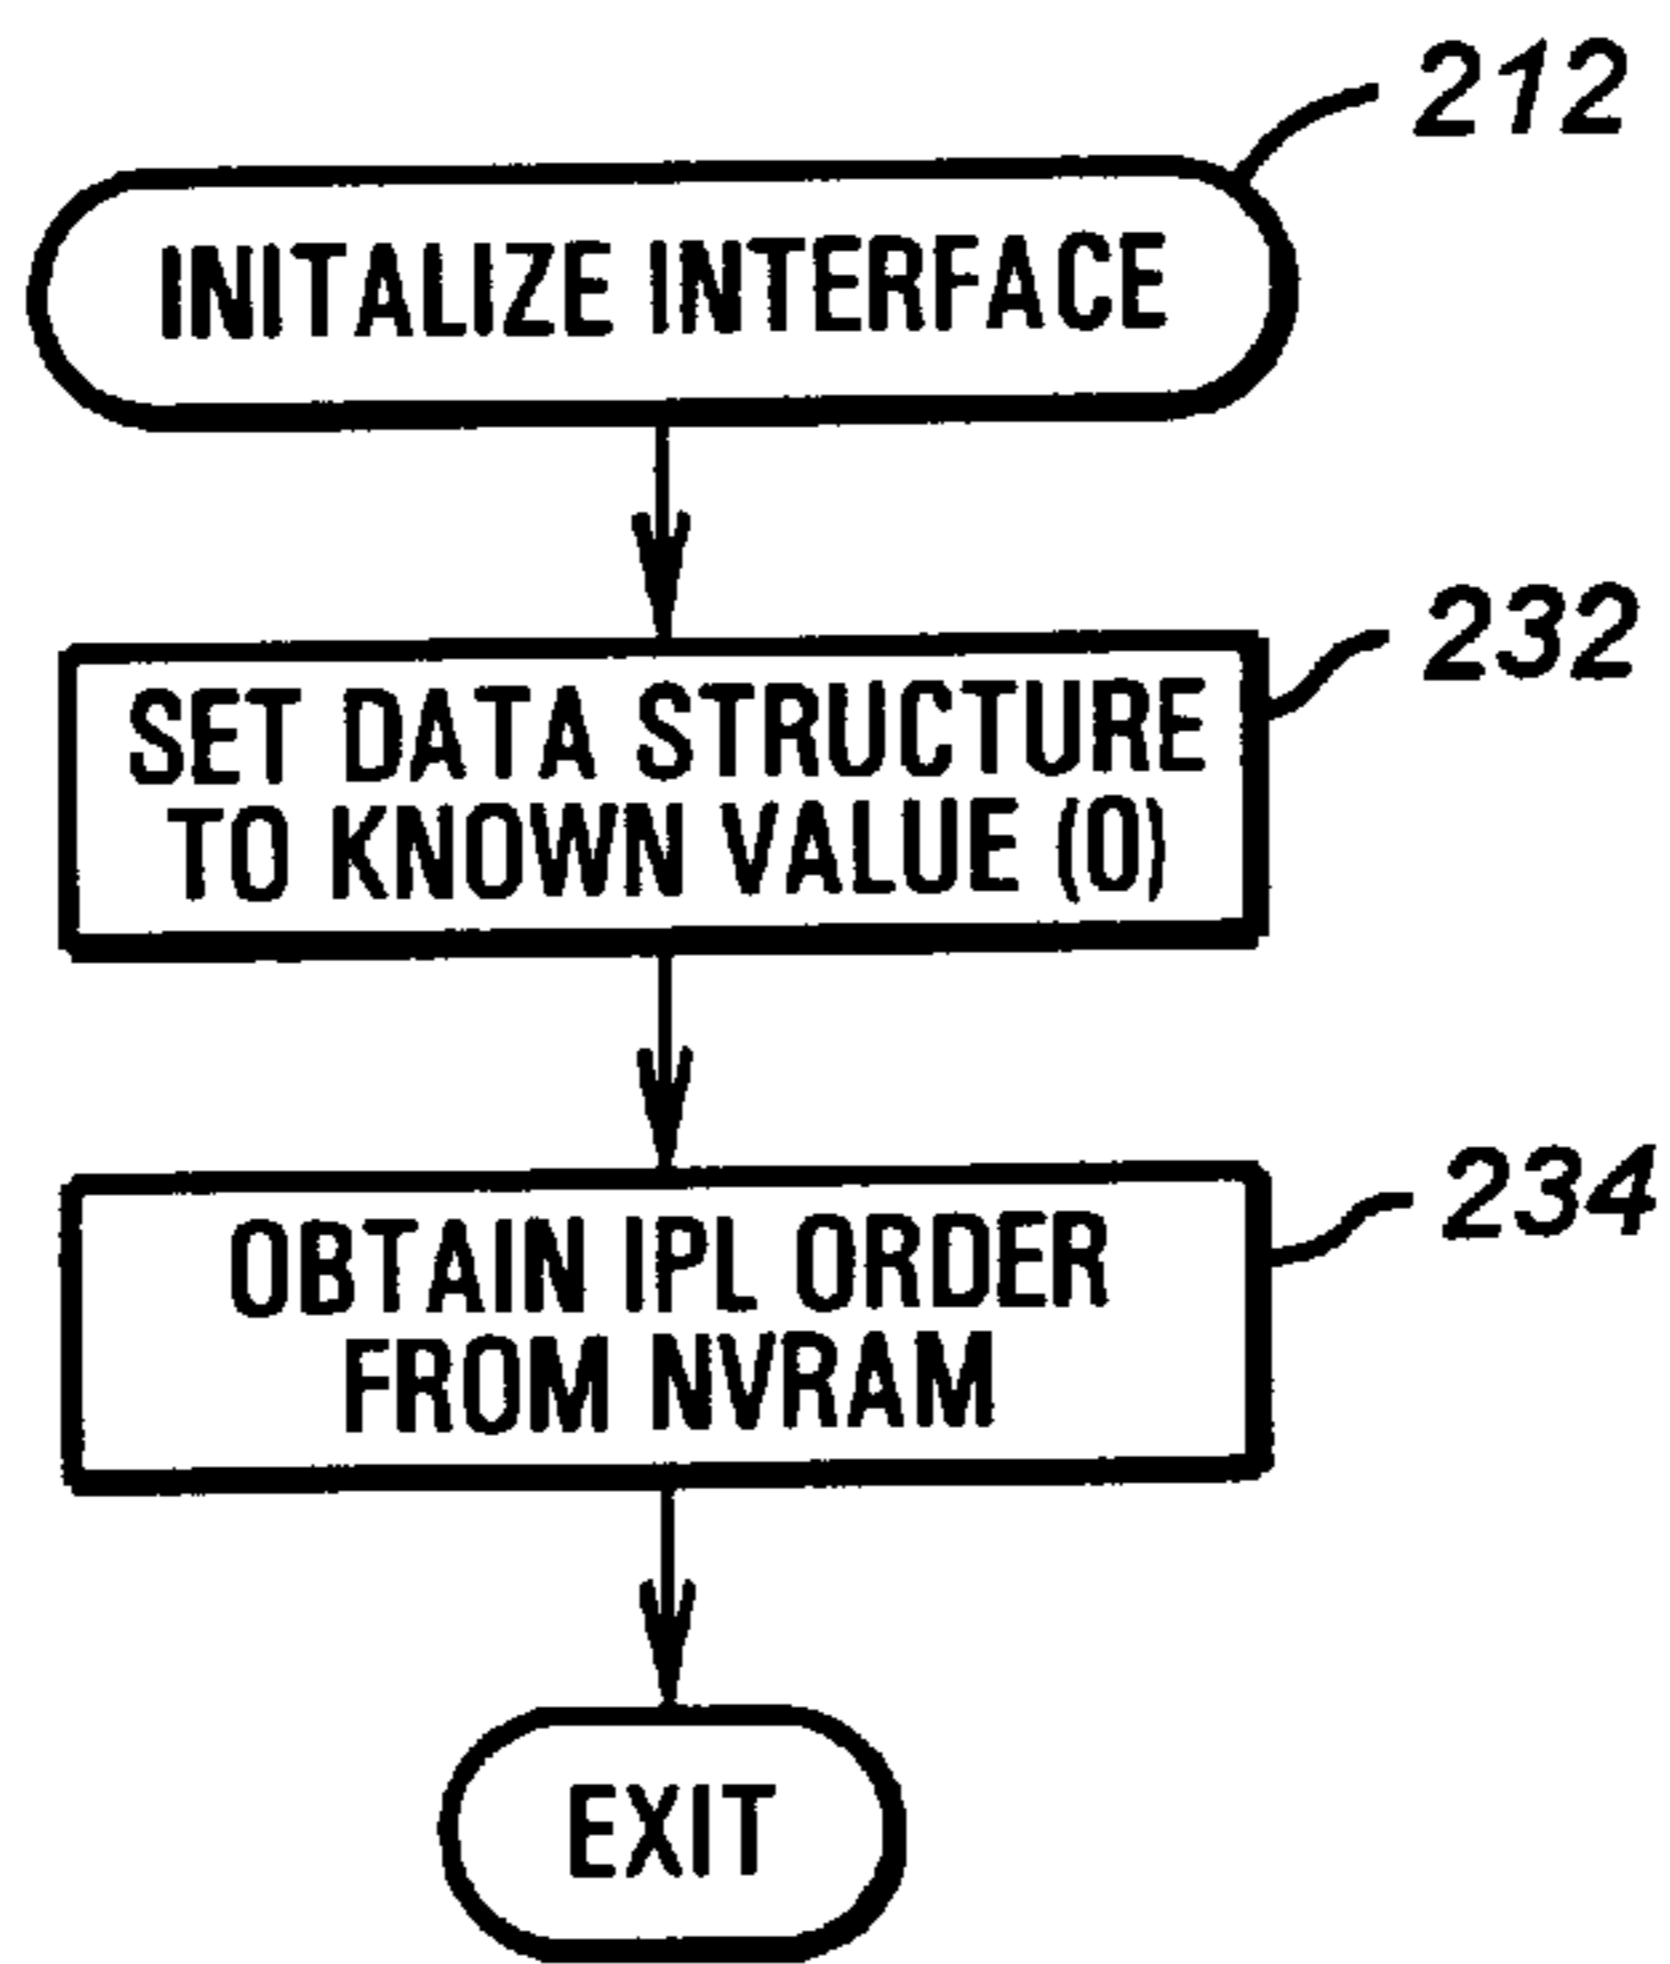 212
INITALIZE INTERFACE
232
SET DATA STRUCTURE
TO KNOWN VALUE (0)
234
OBTAIN IPL ORDER
FROM NVRAM
EXIT